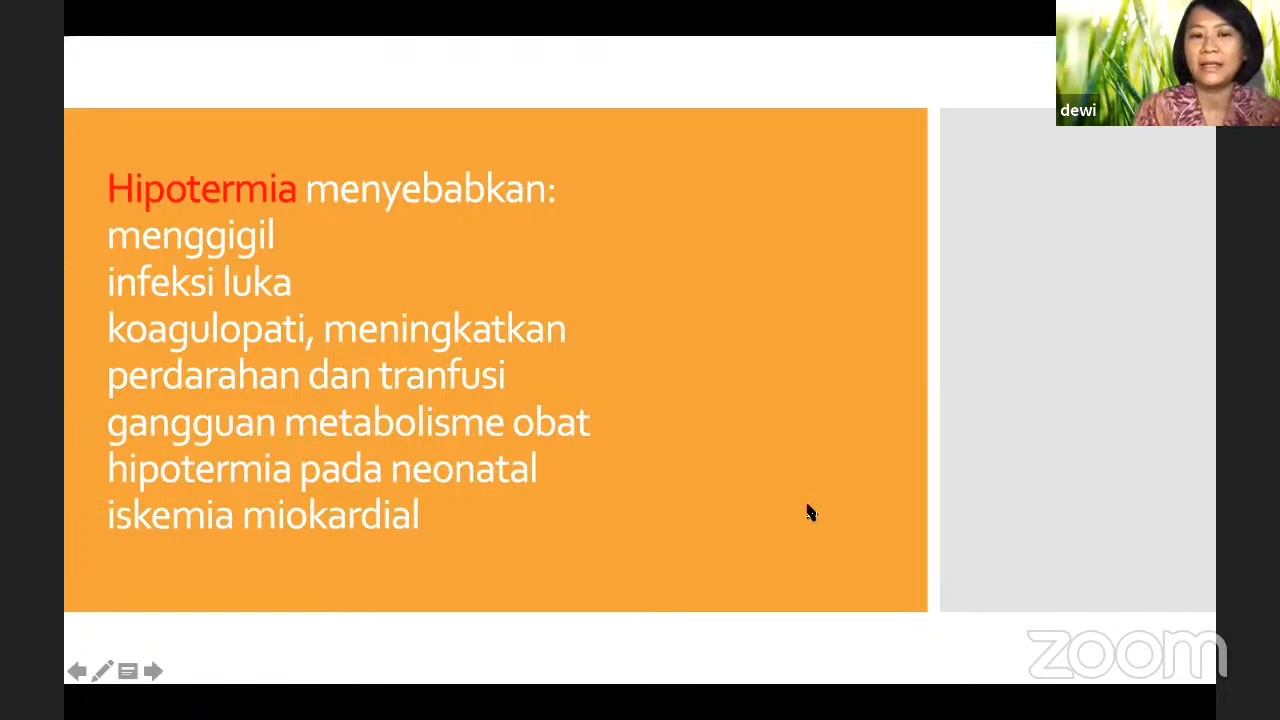 dewi
Hipotermia menyebabkan:
menggigil
infeksi luka
koagulopati, meningkatkan
perdarahan dan tranfusi
gangguan metabolisme obat
hipotermia pada neonatal
iskemia miokardial
zoom